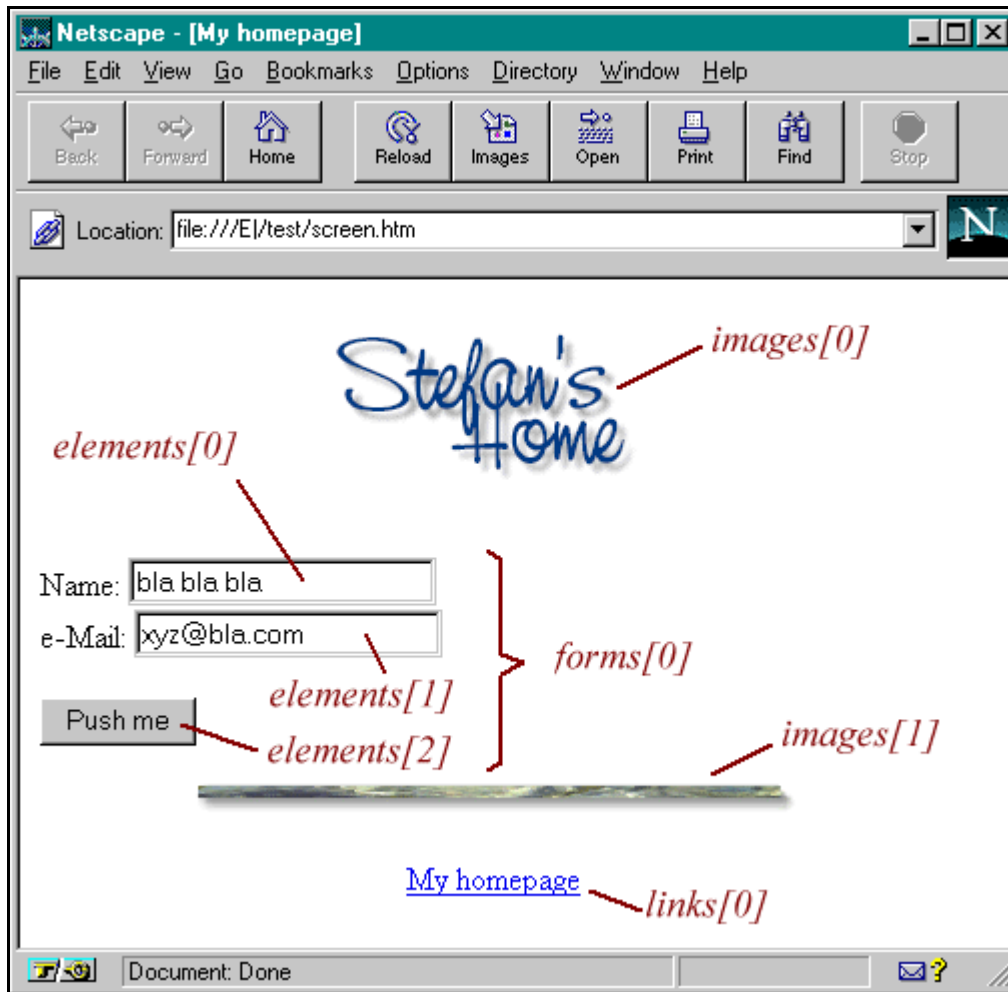 Netscape - [My homepage]
File Edit View Go Bookmarks Options Directory Window Help
Back Forward Home Reload Images Open Print Find Stop
Location: file:///E|/test/screen.htm
N
images[0]
Stefan's
Home
elements[0]
Name: bla bla bla
e-Mail: xyz@bla.com
forms[0]
elements[1]
Push me
elements[2]
images[1]
My homepage
links[0]
Document: Done